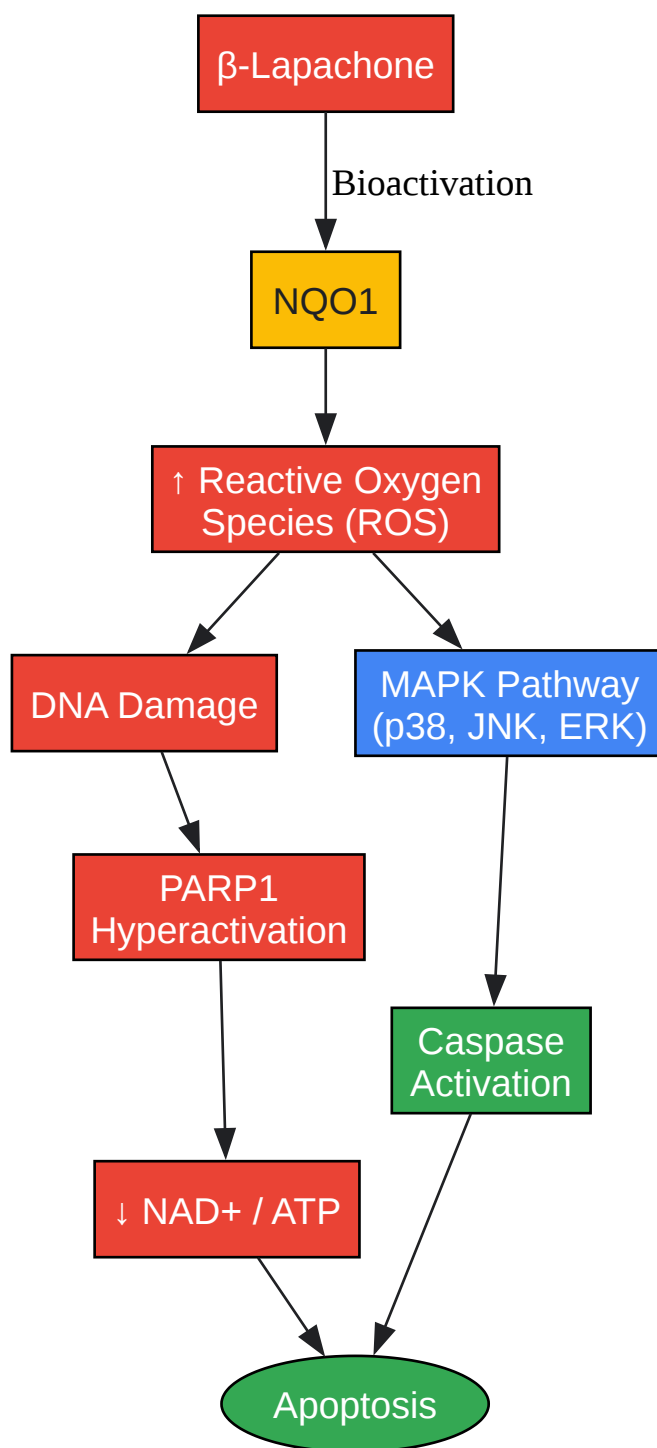 β-Lapachone
Bioactivation
NQO1
↑ Reactive Oxygen
Species (ROS)
DNA Damage
MAPK Pathway
(p38, JNK, ERK)
PARP1
Hyperactivation
Caspase
Activation
↓ NAD+ / ATP
Apoptosis